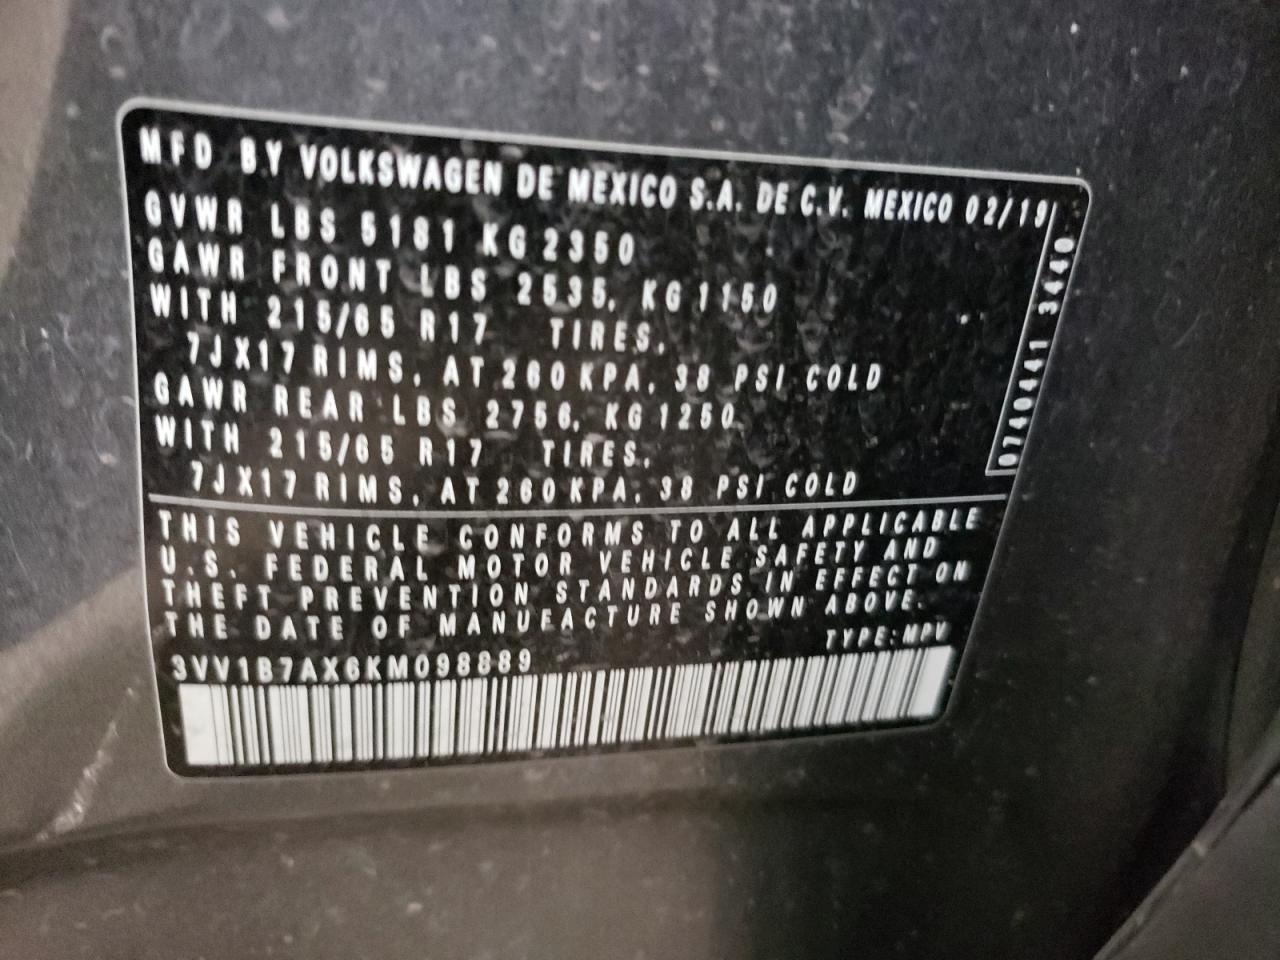 MFD BY VOLKSWAGEN DE MEXICO S.A. DE C.V. MEXICO 02/19
GVWR LBS 5181 KG 2350
GAWR FRONT LBS 2535, KG 1150
WITH 215/65 R17 TIRES,
7JX17 RIMS, AT 260 KPA, 38 PSI COLD
GAWR REAR LBS 2756, KG 1250
WITH 215/65 R17 TIRES,
7JX17 RIMS, AT 260 KPA, 38 PSI COLD
0740441 3440
THIS VEHICLE CONFORMS TO ALL APPLICABLE
U.S. FEDERAL MOTOR VEHICLE SAFETY AND
THEFT PREVENTION STANDARDS IN EFFECT ON
THE DATE OF MANUFACTURE SHOWN ABOVE.
TYPE:MPV
3VV1B7AX6KM098889